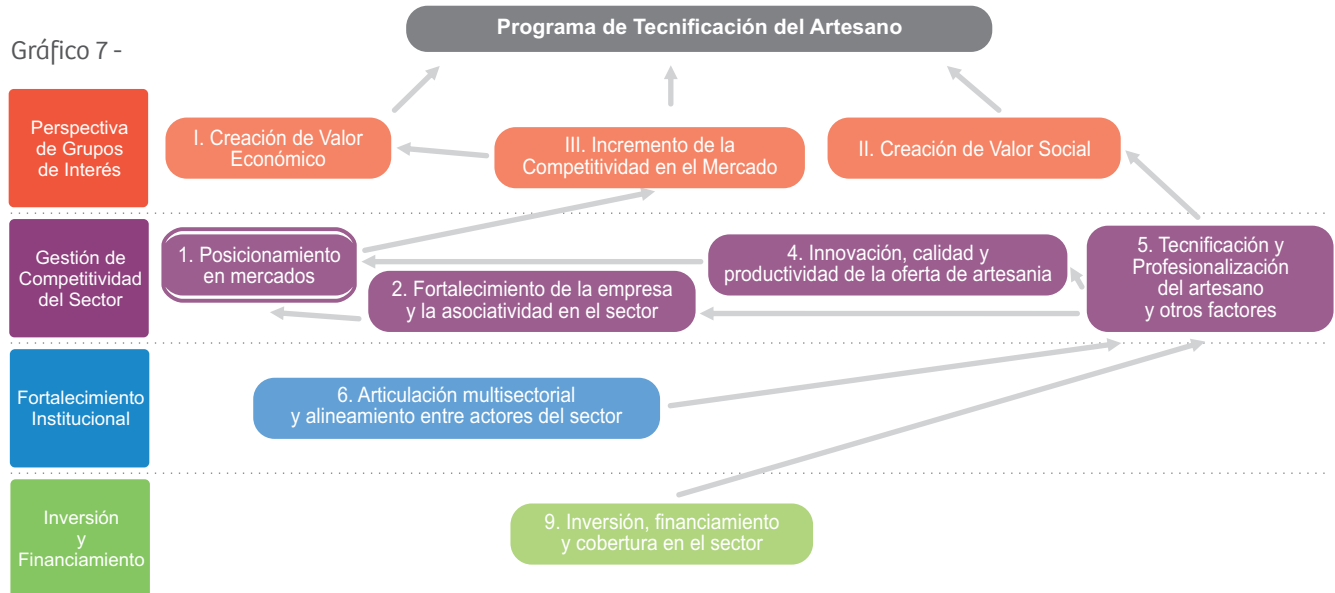 Programa de Tecnificación del Artesano
Gráfico 7 -
Perspectiva
de Grupos
de Interés
I. Creación de Valor
Económico
III. Incremento de la
Competitividad en el Mercado
II. Creación de Valor Social
Gestión de
Competitividad
del Sector
1. Posicionamiento
en mercados
2. Fortalecimiento de la empresa
y la asociatividad en el sector
4. Innovación, calidad y
productividad de la oferta de artesania
5. Tecnificación y
Profesionalización
del artesano
y otros factores
Fortalecimiento
Institucional
6. Articulación multisectorial
y alineamiento entre actores del sector
Inversión
y
Financiamiento
9. Inversión, financiamiento
y cobertura en el sector